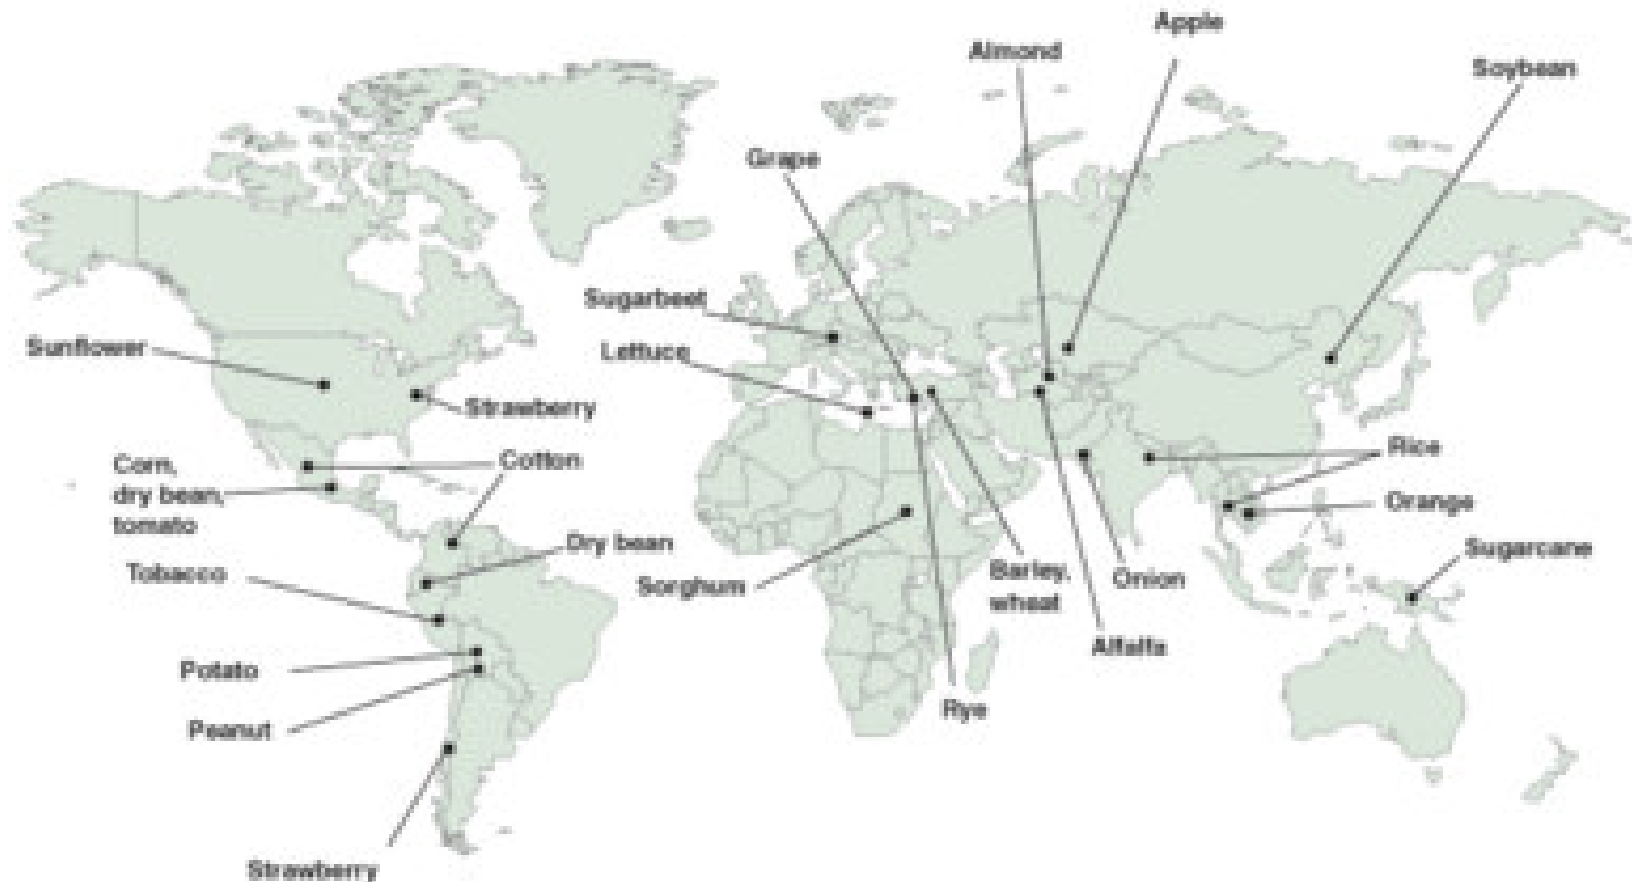 Apple
Almond
Soybean
Grape
Sugarbeet
Lettuce
Sunflower
Strawberry
Cotton
Corn,
dry bean,
tomato
Rice
Orange
Dry bean
Tobacco
Sorghum
Barley,
wheat
Onion
Sugarcane
Alfalfa
Potato
Rye
Peanut
Strawberry